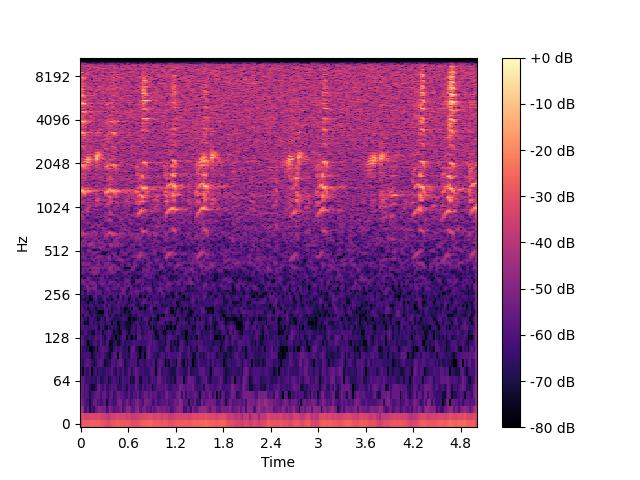 8192
4096
2048
1024
512
256
128
64
0
Hz
0 0.6 1.2 1.8 2.4 3 3.6 4.2 4.8
Time
+0 dB
-10 dB
-20 dB
-30 dB
-40 dB
-50 dB
-60 dB
-70 dB
-80 dB